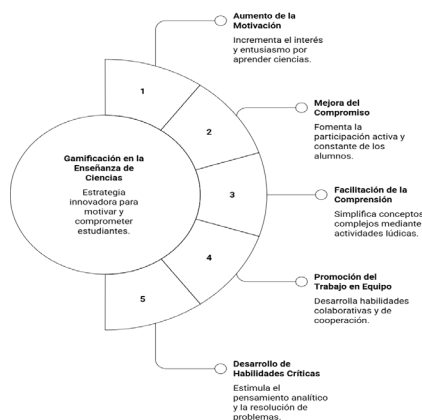 Aumento de la
Motivación
Incrementa el interés
y entusiasmo por
aprender ciencias.
1
Mejora del
Compromiso
Fomenta la
participación activa y
constante de los
alumnos.
2
Gamificación en la
Enseñanza de
Ciencias
Estrategia
innovadora para
motivar y
comprometer
estudiantes.
3
Facilitación de la
Comprensión
Simplifica conceptos
complejos mediante
actividades lúdicas.
4
Promoción del
Trabajo en Equipo
Desarrolla habilidades
colaborativas y de
cooperación.
5
Desarrollo de
Habilidades Críticas
Estimula el
pensamiento analítico
y la resolución de
problemas.